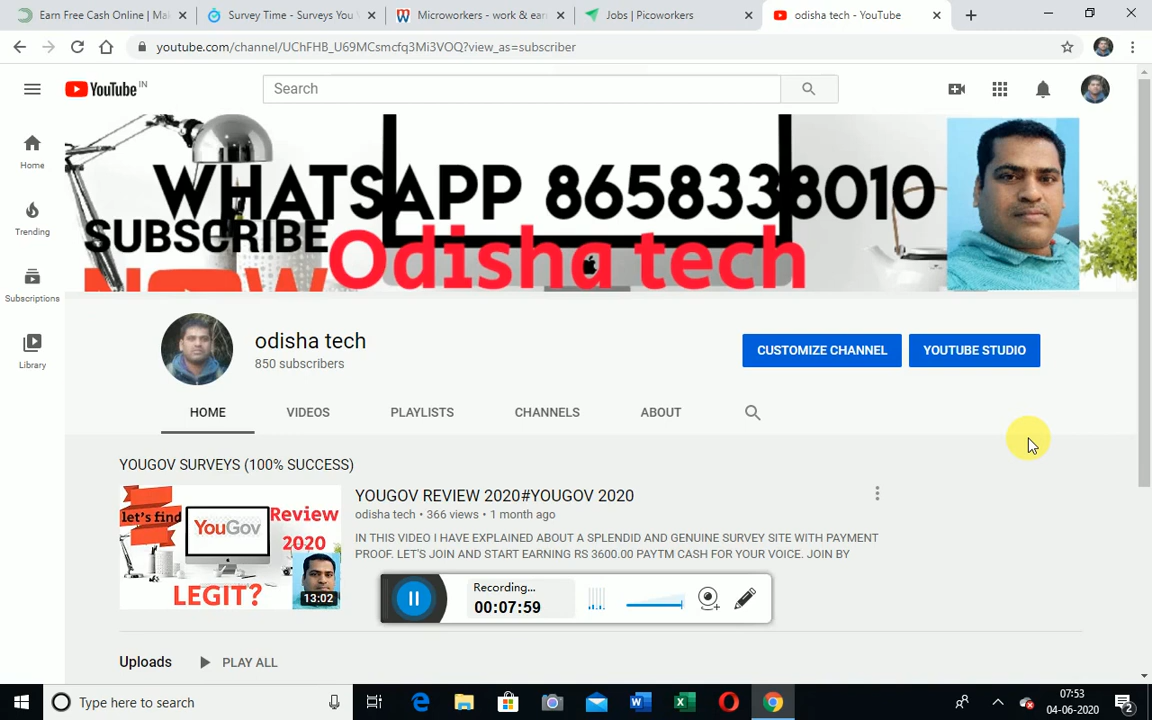 Earn Free Cash Online | Mak
Survey Time - Surveys You
Microworkers - work & earn
Jobs | Picoworkers
odisha tech - YouTube
youtube.com/channel/UChFHB_U69MCsmcfq3Mi3VOQ?view_as=subscriber
YouTube IN
Search
Home
Trending
Subscriptions
Library
WHATSAPP 8658338010
SUBSCRIBE
NOW
Odisha tech
odisha tech
850 subscribers
CUSTOMIZE CHANNEL
YOUTUBE STUDIO
HOME
VIDEOS
PLAYLISTS
CHANNELS
ABOUT
YOUGOV SURVEYS (100% SUCCESS)
let's find
YouGov
Review
2020
LEGIT?
13:02
YOUGOV REVIEW 2020#YOUGOV 2020
odisha tech • 366 views • 1 month ago
IN THIS VIDEO I HAVE EXPLAINED ABOUT A SPLENDID AND GENUINE SURVEY SITE WITH PAYMENT
PROOF. LET'S JOIN AND START EARNING RS 3600.00 PAYTM CASH FOR YOUR VOICE. JOIN BY
Recording...
00:07:59
Uploads
PLAY ALL
Type here to search
07:53
04-06-2020
2